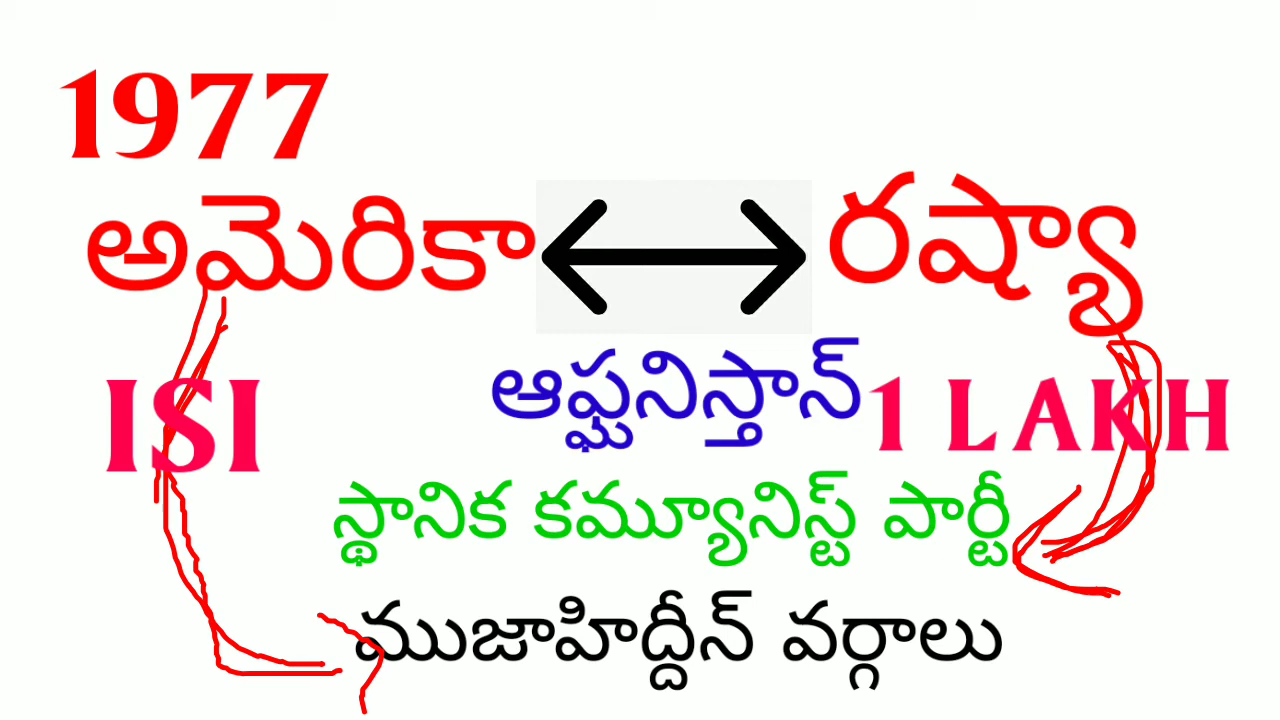 1977
అమెరికా రష్యా
ఆఫ్ఘనిస్తాన్
ISI 1 LAKH
స్థానిక కమ్యూనిస్ట్ పార్టీ
ముజాహిద్దీన్ వర్గాలు